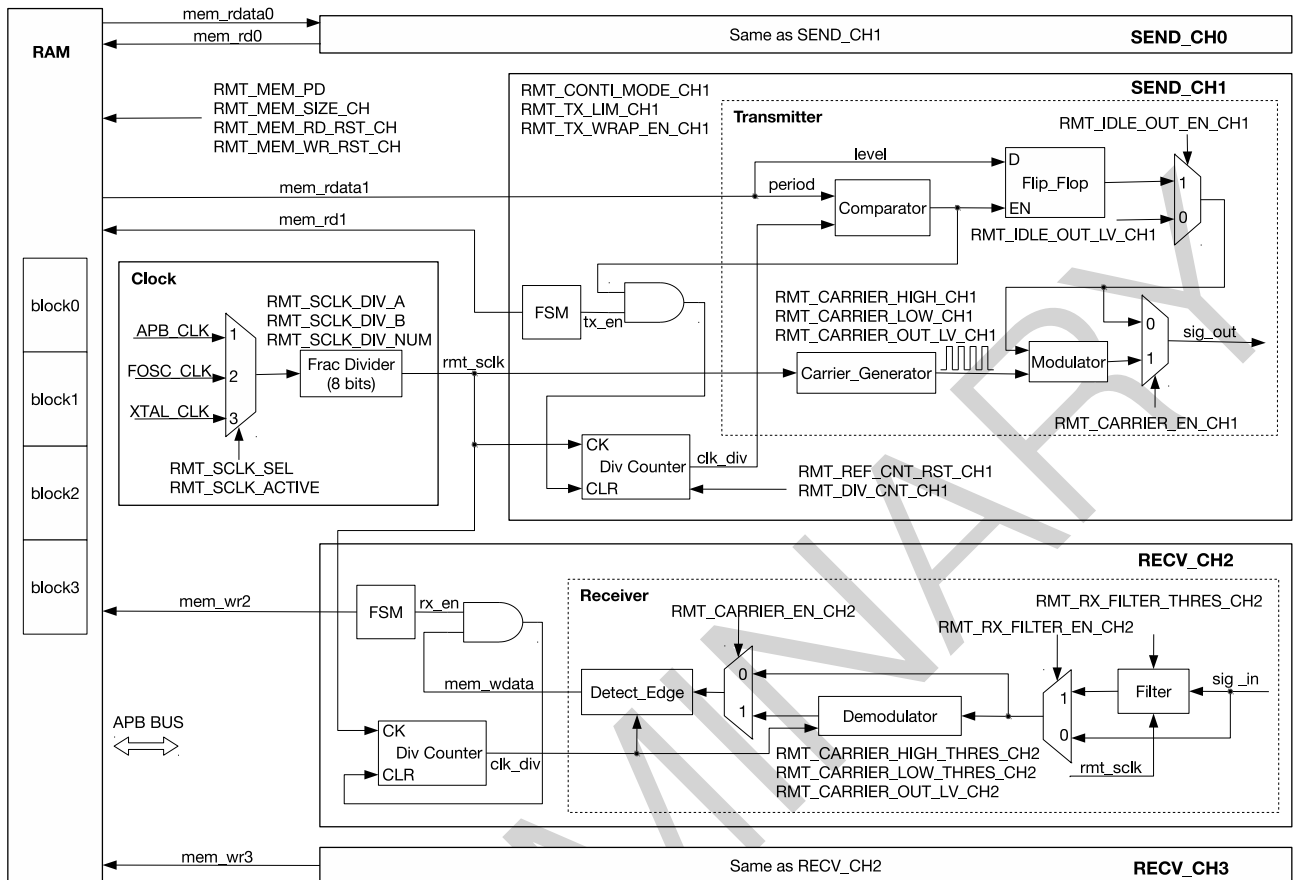 mem_rdata0
mem_rd0
RAM
Same as SEND_CH1
SEND_CH0
RMT_MEM_PD
RMT_MEM_SIZE_CH
RMT_MEM_RD_RST_CH
RMT_MEM_WR_RST_CH
RMT_CONTI_MODE_CH1
RMT_TX_LIM_CH1
RMT_TX_WRAP_EN_CH1
SEND_CH1
Transmitter
RMT_IDLE_OUT_EN_CH1
level
D
Flip_Flop
EN
1
0
mem_rdata1
period
Comparator
mem_rd1
RMT_IDLE_OUT_LV_CH1
Clock
block0
block1
block2
block3
RMT_SCLK_DIV_A
RMT_SCLK_DIV_B
RMT_SCLK_DIV_NUM
APB_CLK
1
FOSC_CLK
2
XTAL_CLK
3
Frac Divider
(8 bits)
rmt_sclk
RMT_SCLK_SEL
RMT_SCLK_ACTIVE
FSM
tx_en
RMT_CARRIER_HIGH_CH1
RMT_CARRIER_LOW_CH1
RMT_CARRIER_OUT_LV_CH1
Carrier_Generator
Modulator
0
1
sig_out
RMT_CARRIER_EN_CH1
CK
Div Counter
CLR
clk_div
RMT_REF_CNT_RST_CH1
RMT_DIV_CNT_CH1
RECV_CH2
mem_wr2
FSM
rx_en
Receiver
RMT_CARRIER_EN_CH2
RMT_RX_FILTER_THRES_CH2
RMT_RX_FILTER_EN_CH2
mem_wdata
Detect_Edge
0
1
Demodulator
1
0
Filter
sig_in
rmt_sclk
APB BUS
CK
Div Counter
CLR
clk_div
RMT_CARRIER_HIGH_THRES_CH2
RMT_CARRIER_LOW_THRES_CH2
RMT_CARRIER_OUT_LV_CH2
mem_wr3
Same as RECV_CH2
RECV_CH3
MINARY